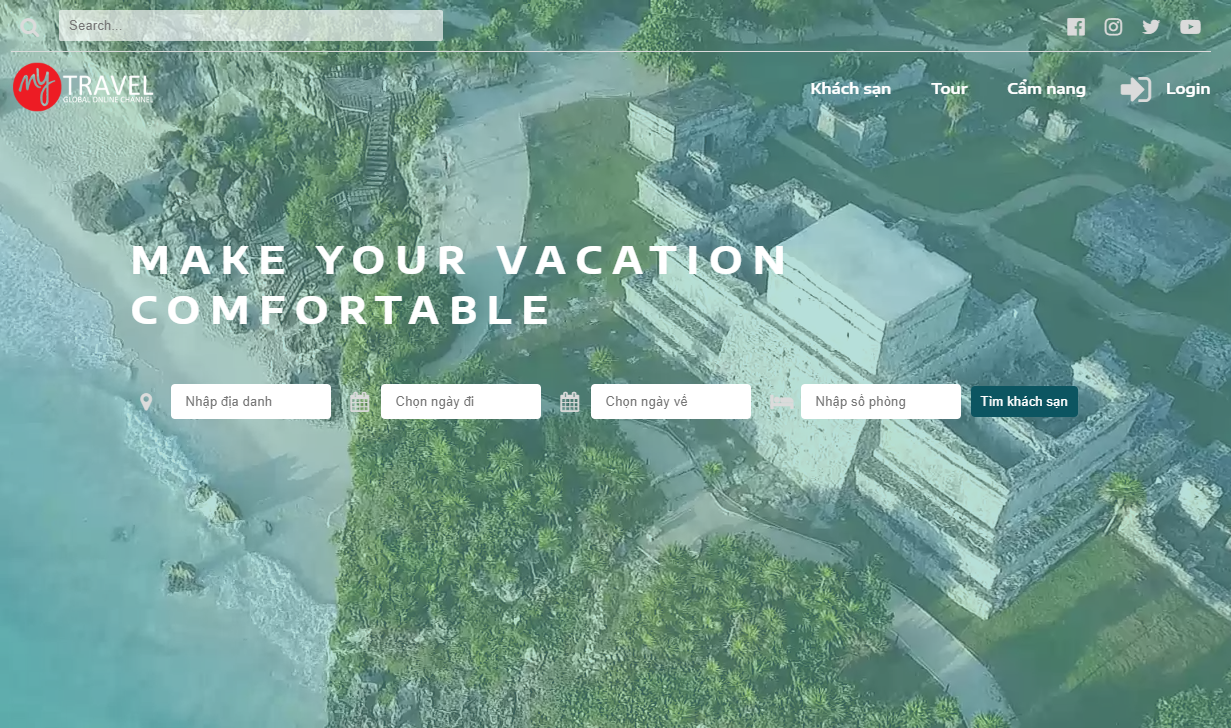 Search...
my TRAVEL
GLOBAL ONLINE CHANNEL
Khách sạn Tour Cẩm nang Login
MAKE YOUR VACATION
COMFORTABLE
Nhập địa danh Chọn ngày đi Chọn ngày về Nhập số phòng Tìm khách sạn